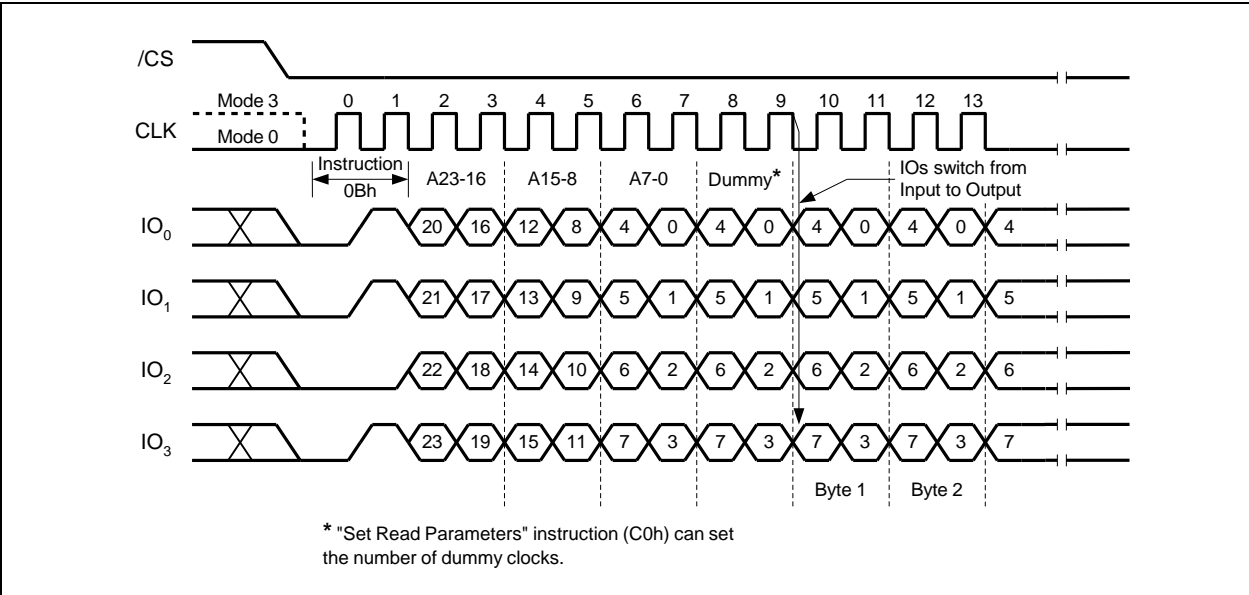 /CS
Mode 3 0 1 2 3 4 5 6 7 8 9 10 11 12 13
CLK Mode 0
Instruction
0Bh
A23-16 A15-8 A7-0 Dummy*
IOs switch from
Input to Output
IO0 20 16 12 8 4 0 4 0 4 0 4 0 4
IO1 21 17 13 9 5 1 5 1 5 1 5 1 5
IO2 22 18 14 10 6 2 6 2 6 2 6 2 6
IO3 23 19 15 11 7 3 7 3 7 3 7 3 7
Byte 1 Byte 2
* "Set Read Parameters" instruction (C0h) can set
the number of dummy clocks.